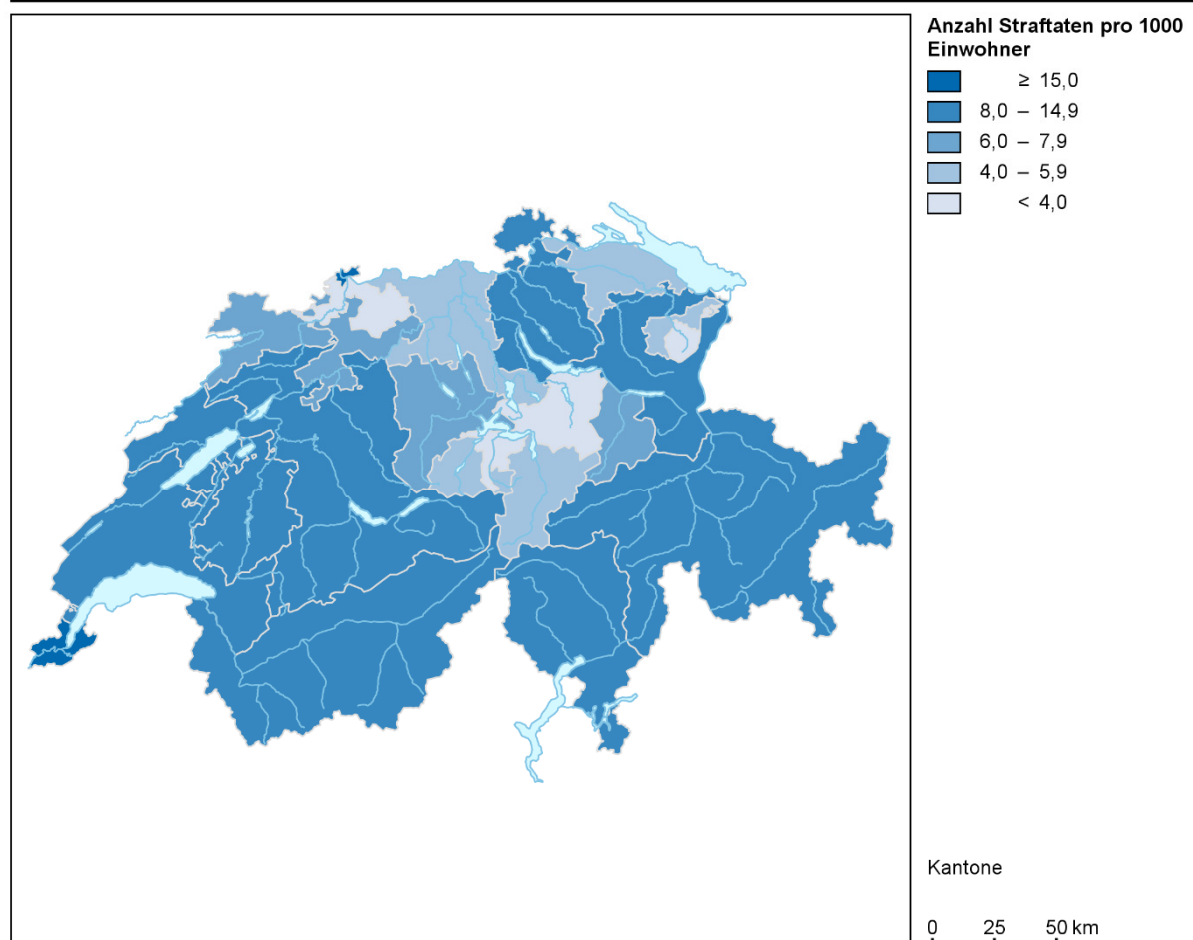 Anzahl Straftaten pro 1000
Einwohner
≥ 15,0
8,0 – 14,9
6,0 – 7,9
4,0 – 5,9
< 4,0
Kantone
0 25 50 km